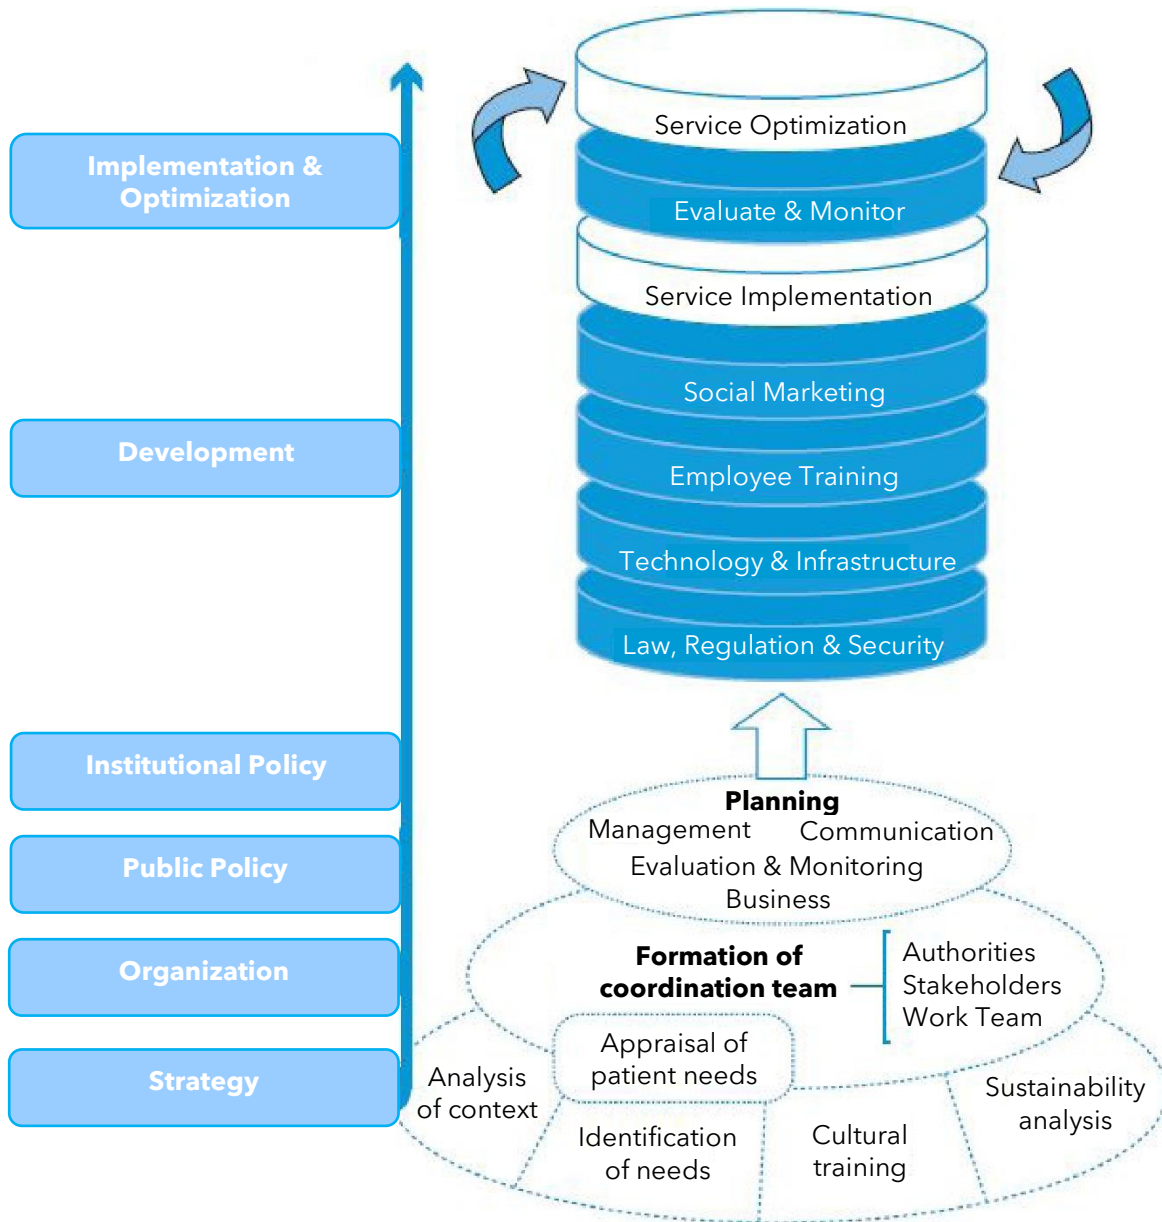 Implementation &
Optimization
Development
Institutional Policy
Public Policy
Organization
Strategy
Service Optimization
Evaluate & Monitor
Service Implementation
Social Marketing
Employee Training
Technology & Infrastructure
Law, Regulation & Security
Planning
Management Communication
Evaluation & Monitoring
Business
Formation of
coordination team
Authorities
Stakeholders
Work Team
Appraisal of
patient needs
Analysis
of context
Identification
of needs
Cultural
training
Sustainability
analysis